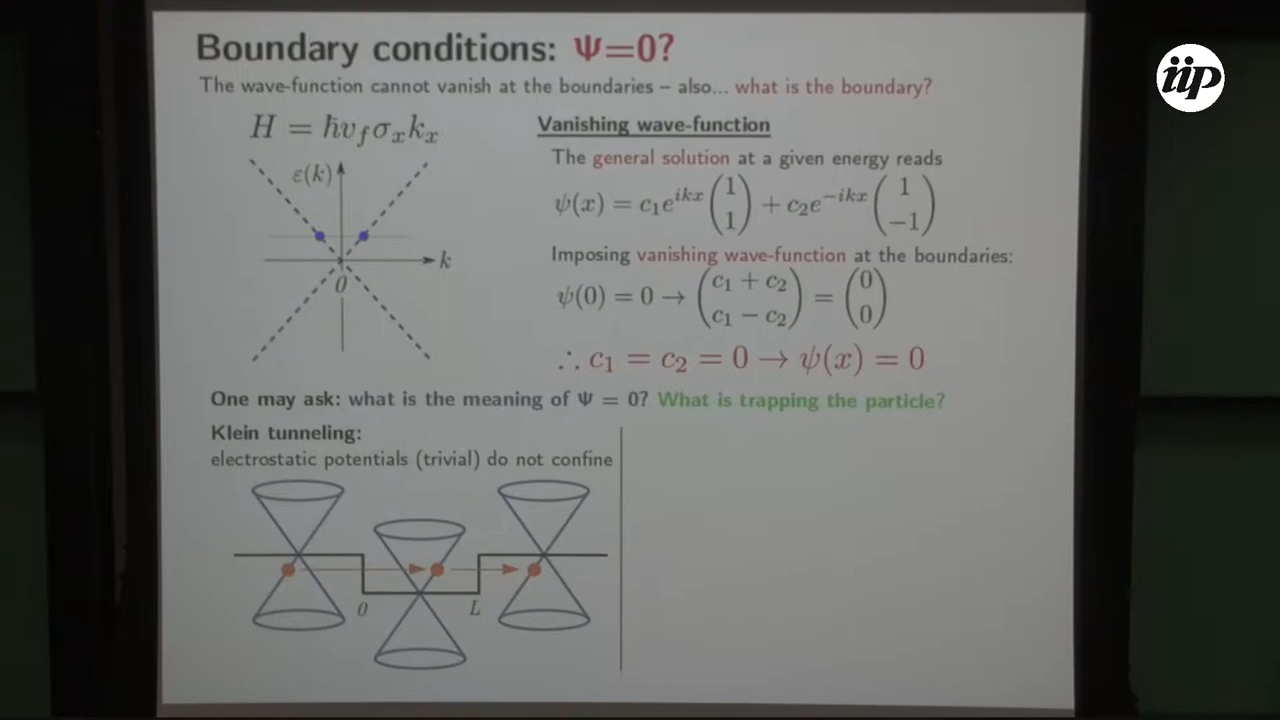 Boundary conditions: Ψ=0?
The wave-function cannot vanish at the boundaries – also... what is the boundary?
H = ℏv_f σ_x k_x
Vanishing wave-function
The general solution at a given energy reads
ε(k)
ψ(x) = c₁e^{ikx} (1 1) + c₂e^{-ikx} (1 -1)
k
0
Imposing vanishing wave-function at the boundaries:
ψ(0) = 0 → (c₁ + c₂ c₁ − c₂) = (0 0)
∴ c₁ = c₂ = 0 → ψ(x) = 0
One may ask: what is the meaning of Ψ = 0? What is trapping the particle?
Klein tunneling:
electrostatic potentials (trivial) do not confine
0
L
iip